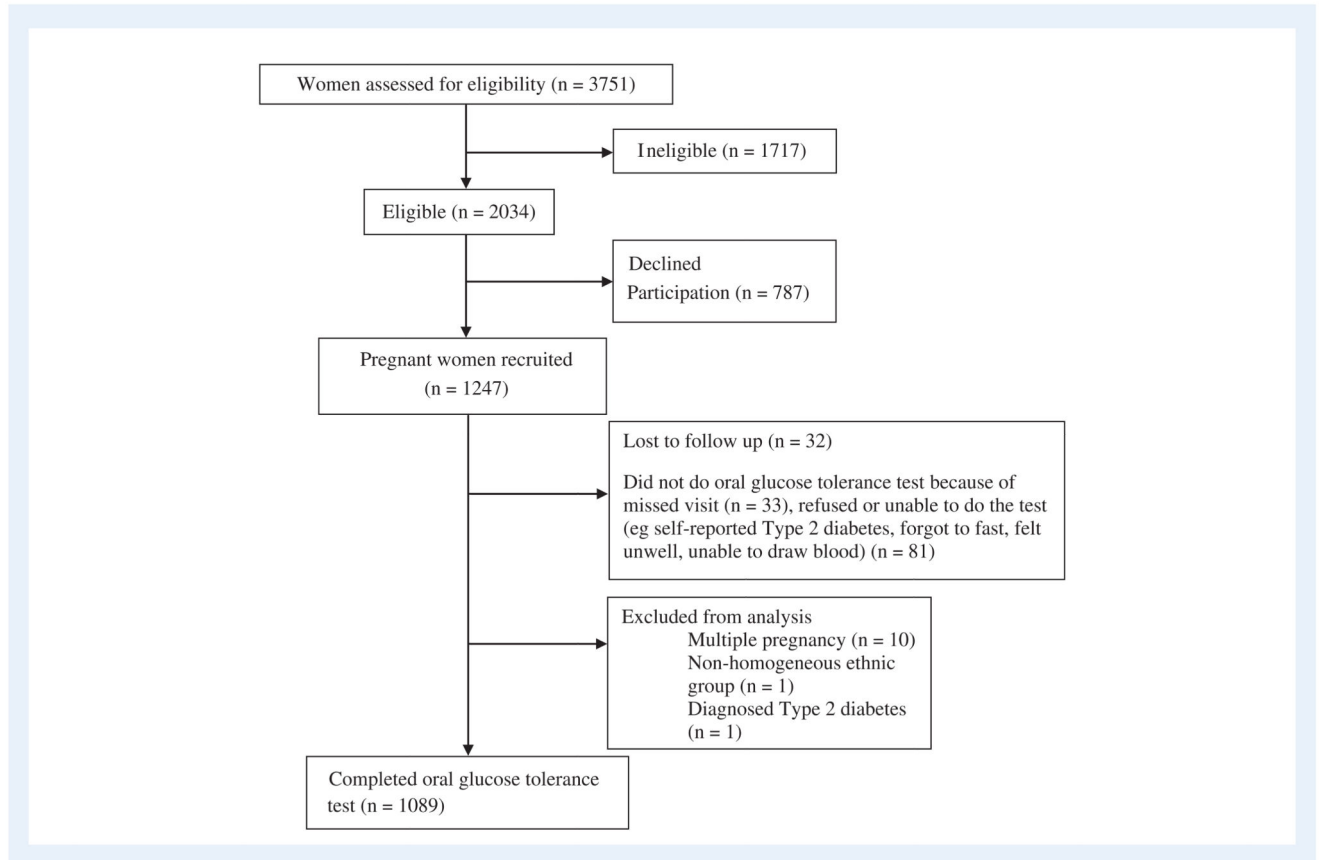 Women assessed for eligibility (n = 3751)
Ineligible (n = 1717)
Eligible (n = 2034)
Declined
Participation (n = 787)
Pregnant women recruited
(n = 1247)
Lost to follow up (n = 32)
Did not do oral glucose tolerance test because of
missed visit (n = 33), refused or unable to do the test
(eg self-reported Type 2 diabetes, forgot to fast, felt
unwell, unable to draw blood) (n = 81)
Excluded from analysis
Multiple pregnancy (n = 10)
Non-homogeneous ethnic
group (n = 1)
Diagnosed Type 2 diabetes
(n = 1)
Completed oral glucose tolerance
test (n = 1089)